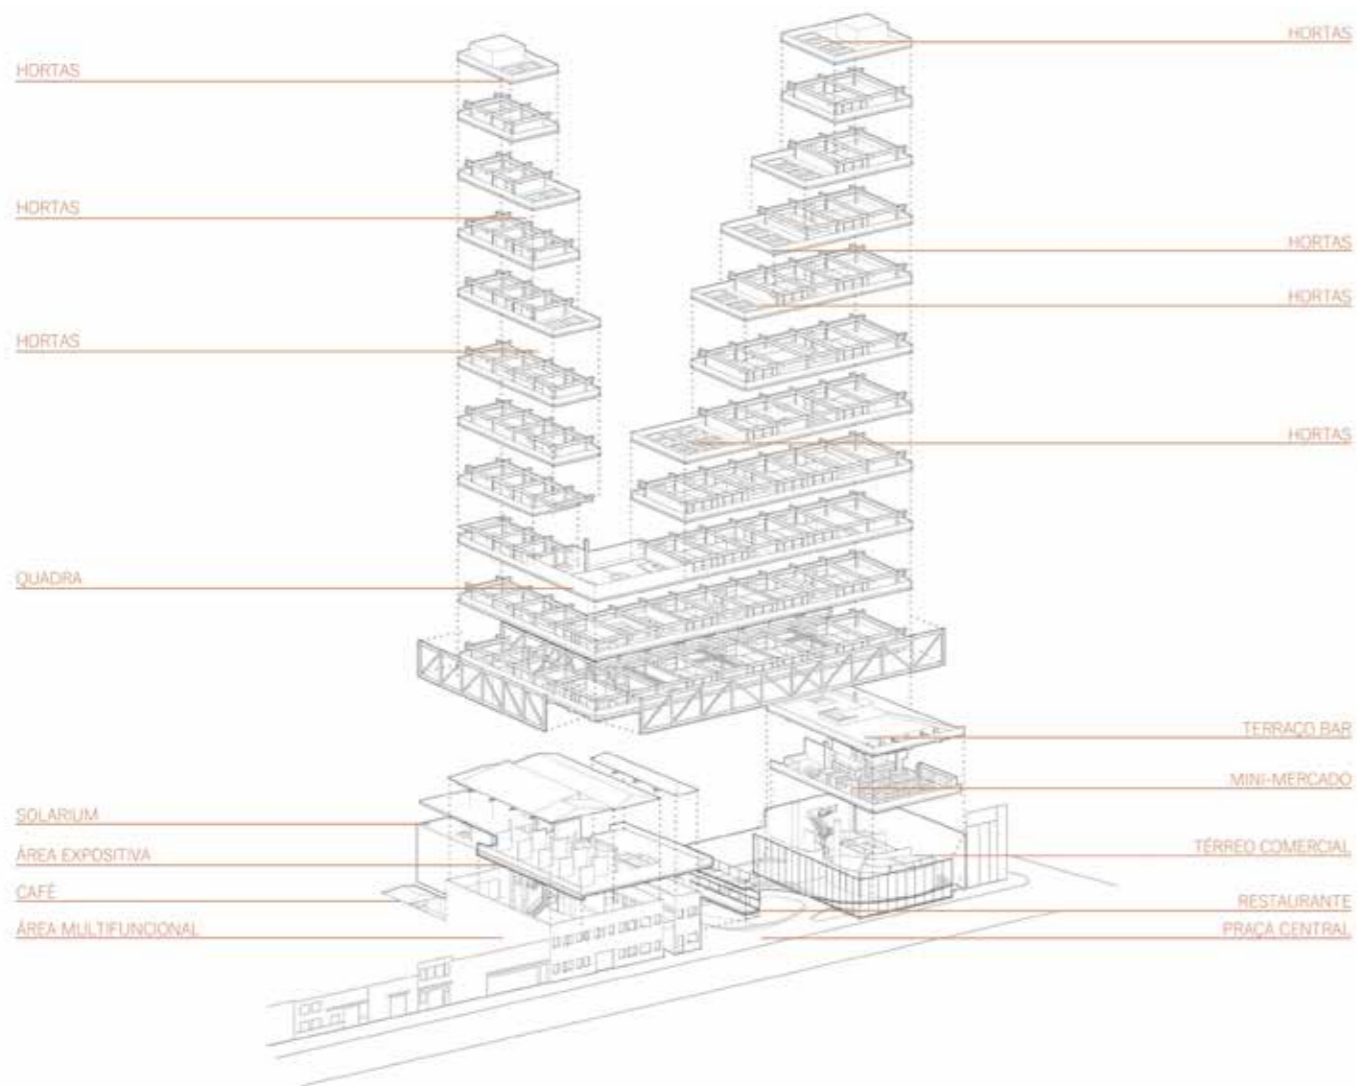 HORTAS
HORTAS
HORTAS
QUADRA
SOLARIUM
ÁREA EXPOSITIVA
CAFÉ
ÁREA MULTIFUNCIONAL
HORTAS
HORTAS
HORTAS
HORTAS
TERRAÇO BAR
MINI-MERCADO
TÉRREO COMERCIAL
RESTAURANTE
PRAÇA CENTRAL